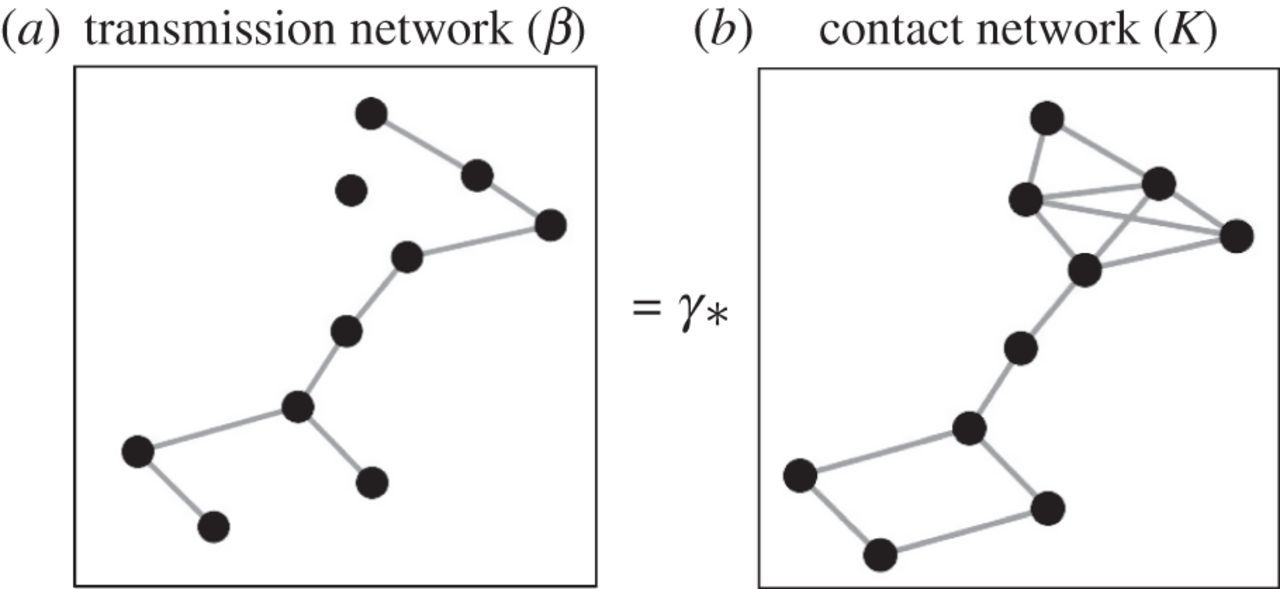 (a) transmission network (β)
(b) contact network (K)
= γ*